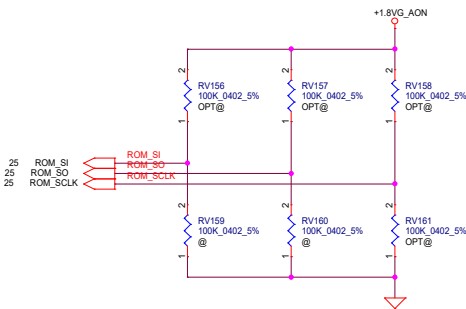 +1.8VG_AON
2
RV156
100K_0402_5%
OPT@
1
2
RV157
100K_0402_5%
OPT@
1
2
RV158
100K_0402_5%
OPT@
1
25 ROM_SI ROM_SI
25 ROM_SO ROM_SO
25 ROM_SCLK ROM_SCLK
2
RV159
100K_0402_5%
@
1
2
RV160
100K_0402_5%
@
1
2
RV161
100K_0402_5%
OPT@
1